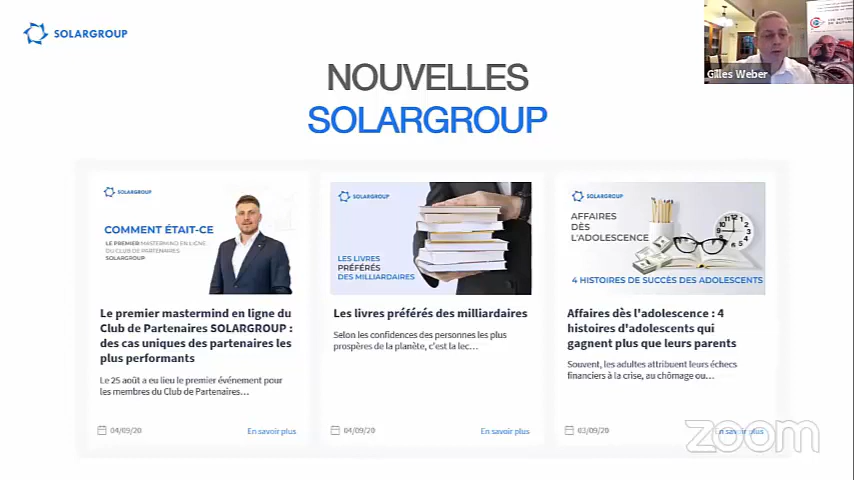 SOLARGROUP
Gilles Weber
NOUVELLES
SOLARGROUP
SOLARGROUP
COMMENT ÉTAIT-CE
LE PREMIER MASTERMIND EN LIGNE
DU CLUB DE PARTENAIRES
SOLARGROUP
Le premier mastermind en ligne du
Club de Partenaires SOLARGROUP :
des cas uniques des partenaires les
plus performants
Le 25 août a eu lieu le premier événement pour
les membres du Club de Partenaires...
04/09/20
En savoir plus
SOLARGROUP
LES LIVRES
PRÉFÉRÉS
DES MILLIARDAIRES
Les livres préférés des milliardaires
Selon les confidences des personnes les plus
prospères de la planète, c'est la lec...
04/09/20
En savoir plus
SOLARGROUP
AFFAIRES
DÈS
L'ADOLESCENCE
4 HISTOIRES DE SUCCÈS DES ADOLESCENTS
Affaires dès l'adolescence : 4
histoires d'adolescents qui
gagnent plus que leurs parents
Souvent, les adultes attribuent leurs échecs
financiers à la crise, au chômage ou...
03/09/20
En savoir plus
zoom